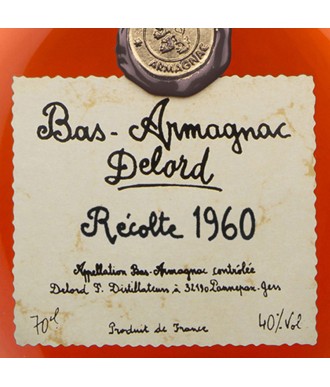 ARMAGNAC
Bas-Armagnac
Delord
Récolte 1960
Appellation Bas-Armagnac contrôlée
Delord F. Distillateurs à 32190 Lannepax-Gers
70cl 40% Vol
Produit de France